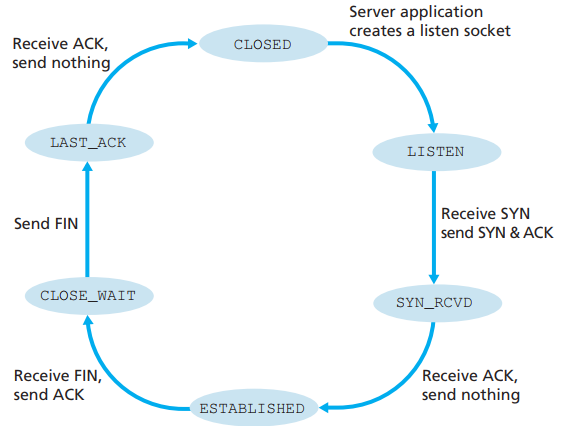 Server application
creates a listen socket
CLOSED
Receive ACK,
send nothing
LAST_ACK
LISTEN
Send FIN
Receive SYN
send SYN & ACK
CLOSE_WAIT
SYN_RCVD
Receive FIN,
send ACK
Receive ACK,
send nothing
ESTABLISHED